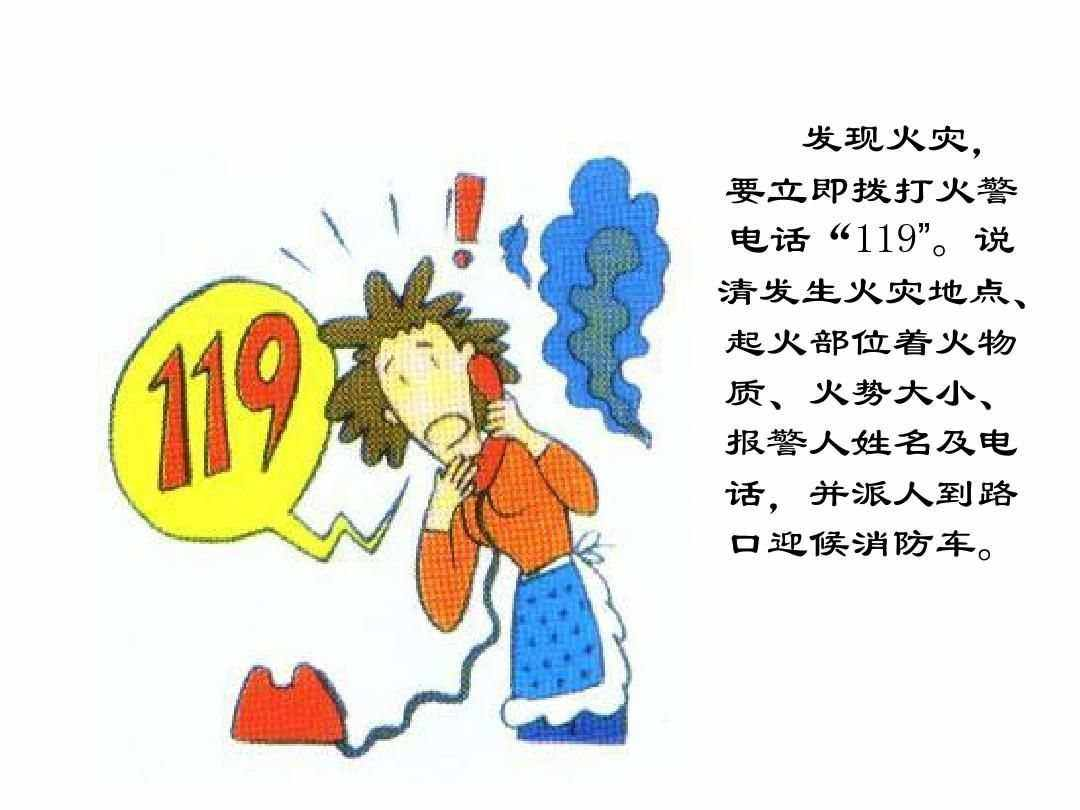 119
发现火灾,
要立即拨打火警
电话“119”。说
清发生火灾地点、
起火部位着火物
质、火势大小、
报警人姓名及电
话，并派人到路
口迎候消防车。